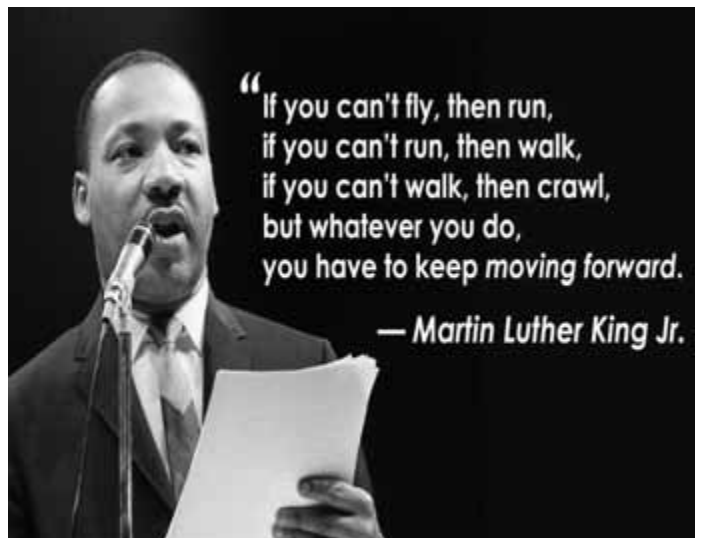 “If you can't fly, then run,
if you can't run, then walk,
if you can't walk, then crawl,
but whatever you do,
you have to keep moving forward.
— Martin Luther King Jr.